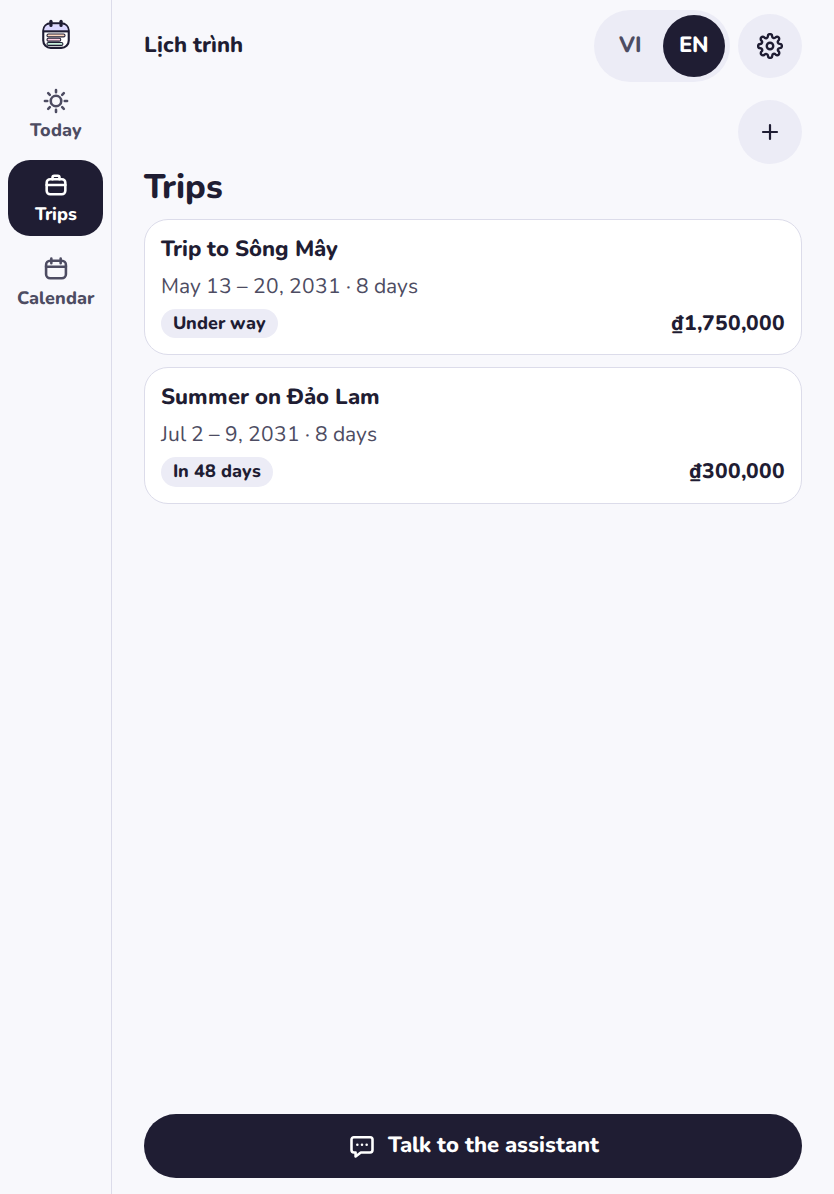 Lịch trình
VI
EN
Today
Trips
Calendar
Trips
Trip to Sông Mây
May 13 – 20, 2031 · 8 days
Under way
₫1,750,000
Summer on Đảo Lam
Jul 2 – 9, 2031 · 8 days
In 48 days
₫300,000
Talk to the assistant